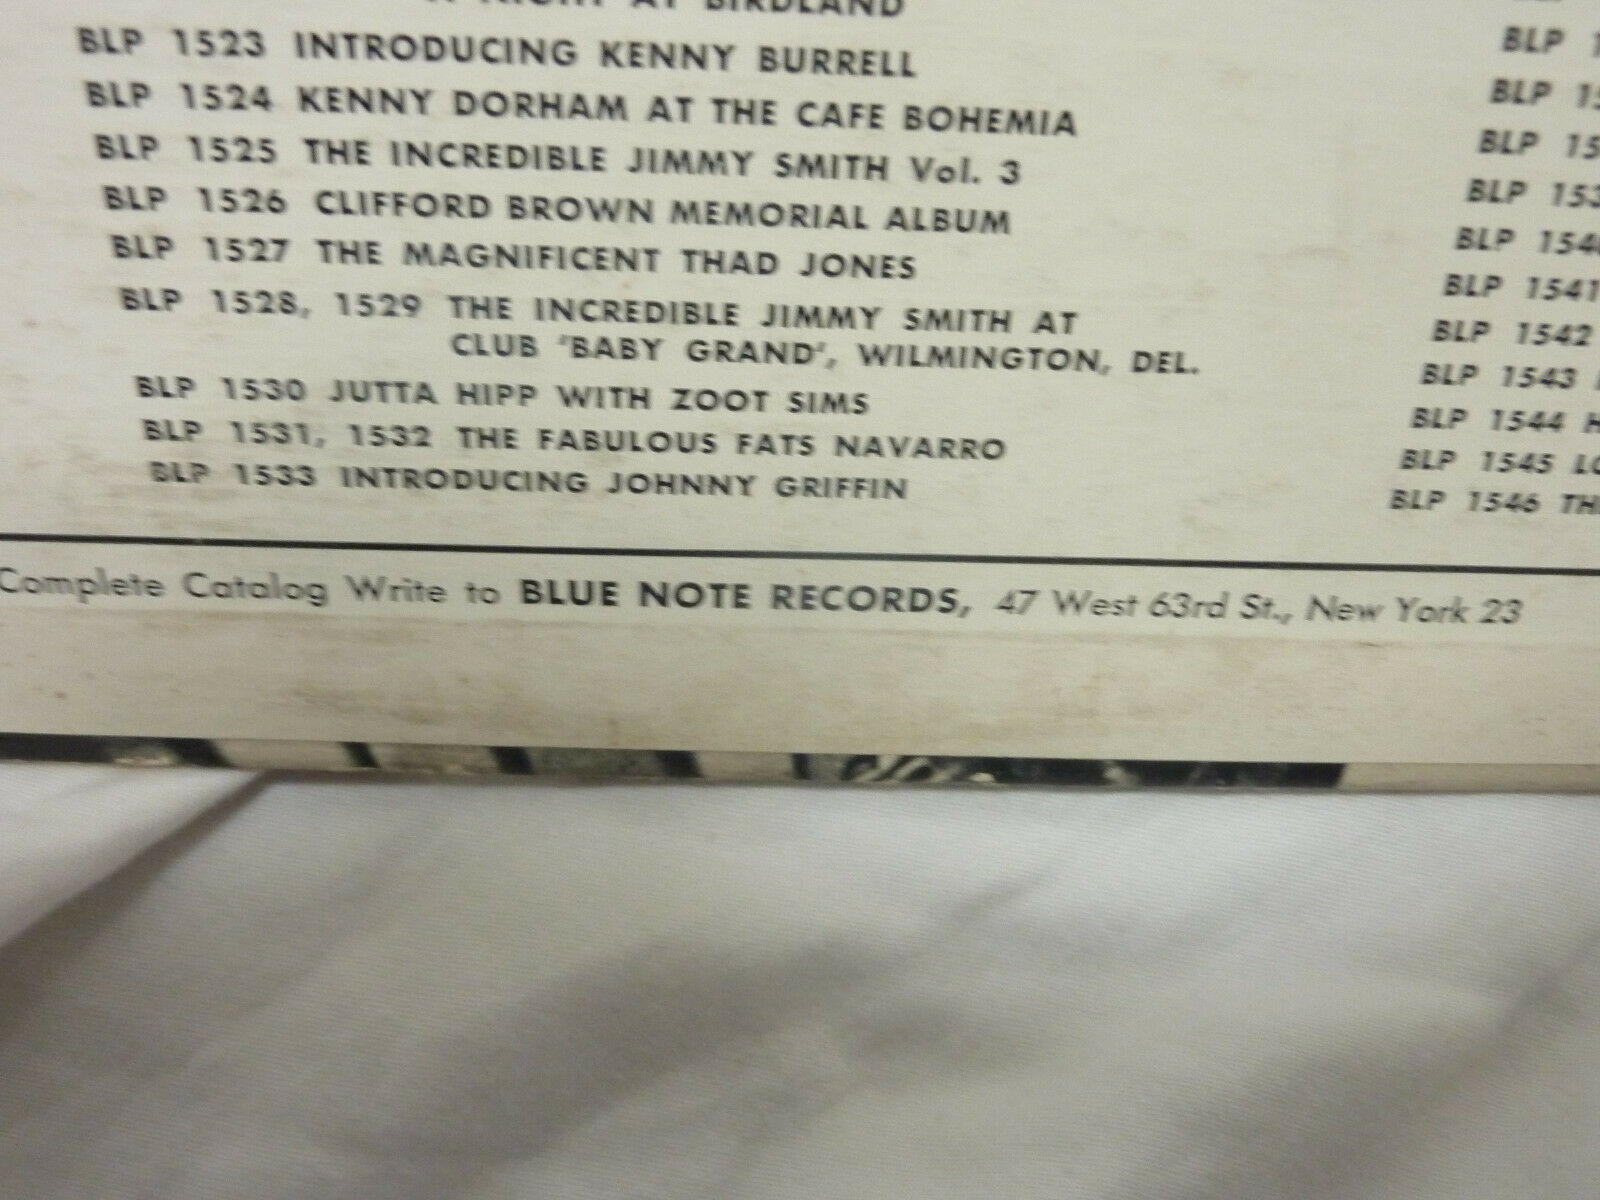 A NIGHT AT BIRDLAND
BLP 1523 INTRODUCING KENNY BURRELL
BLP 1524 KENNY DORHAM AT THE CAFE BOHEMIA
BLP 1525 THE INCREDIBLE JIMMY SMITH Vol. 3
BLP 1526 CLIFFORD BROWN MEMORIAL ALBUM
BLP 1527 THE MAGNIFICENT THAD JONES
BLP 1528, 1529 THE INCREDIBLE JIMMY SMITH AT
CLUB 'BABY GRAND', WILMINGTON, DEL.
BLP 1530 JUTTA HIPP WITH ZOOT SIMS
BLP 1531, 1532 THE FABULOUS FATS NAVARRO
BLP 1533 INTRODUCING JOHNNY GRIFFIN
BLP
BLP
BLP
BLP
BLP
BLP 1541
BLP 1542
BLP 1543
BLP 1544
BLP 1545
BLP 1546
Complete Catalog Write to BLUE NOTE RECORDS, 47 West 63rd St., New York 23